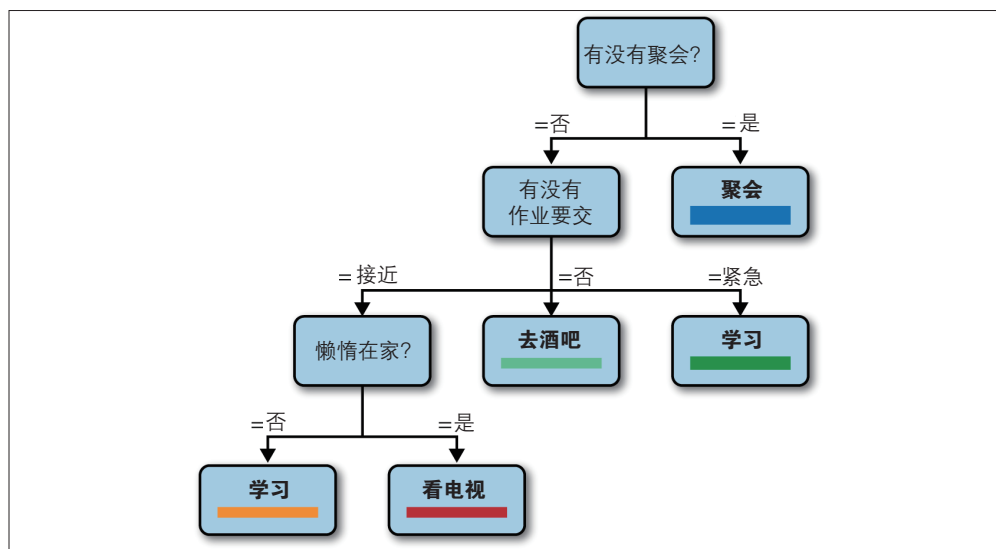 有没有聚会?
=否
=是
有没有
作业要交
聚会
=接近
=否
=紧急
懒惰在家?
去酒吧
学习
=否
=是
学习
看电视